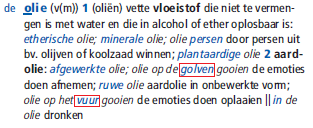 de olie (v(m)) 1 (oliën) vette vloeistof die niet te vermen-
gen is met water en die in alcohol of ether oplosbaar is:
etherische olie; minerale olie; olie persen door persen uit
bv. olijven of koolzaad winnen; plantaardige olie 2 aard-
olie: afgewerkte olie; olie op de golven gooien de emoties
doen afnemen; ruwe olie aardolie in onbewerkte vorm;
olie op het vuur gooien de emoties doen oplaaien || in de
olie dronken